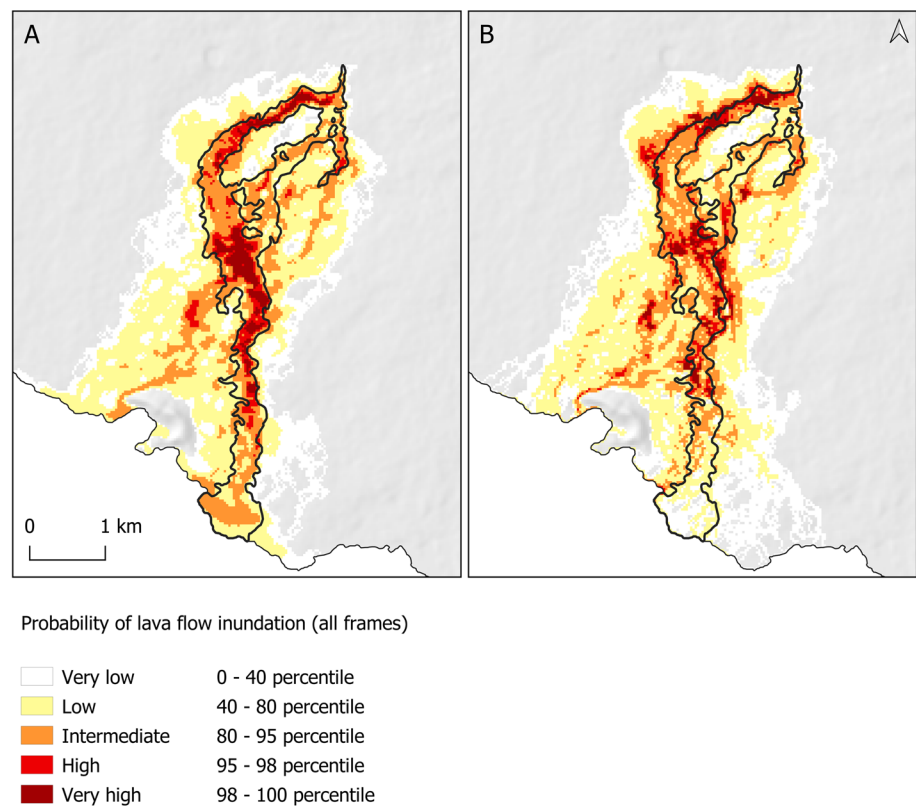 A
B
0 1 km
Probability of lava flow inundation (all frames)
Very low 0 - 40 percentile
Low 40 - 80 percentile
Intermediate 80 - 95 percentile
High 95 - 98 percentile
Very high 98 - 100 percentile